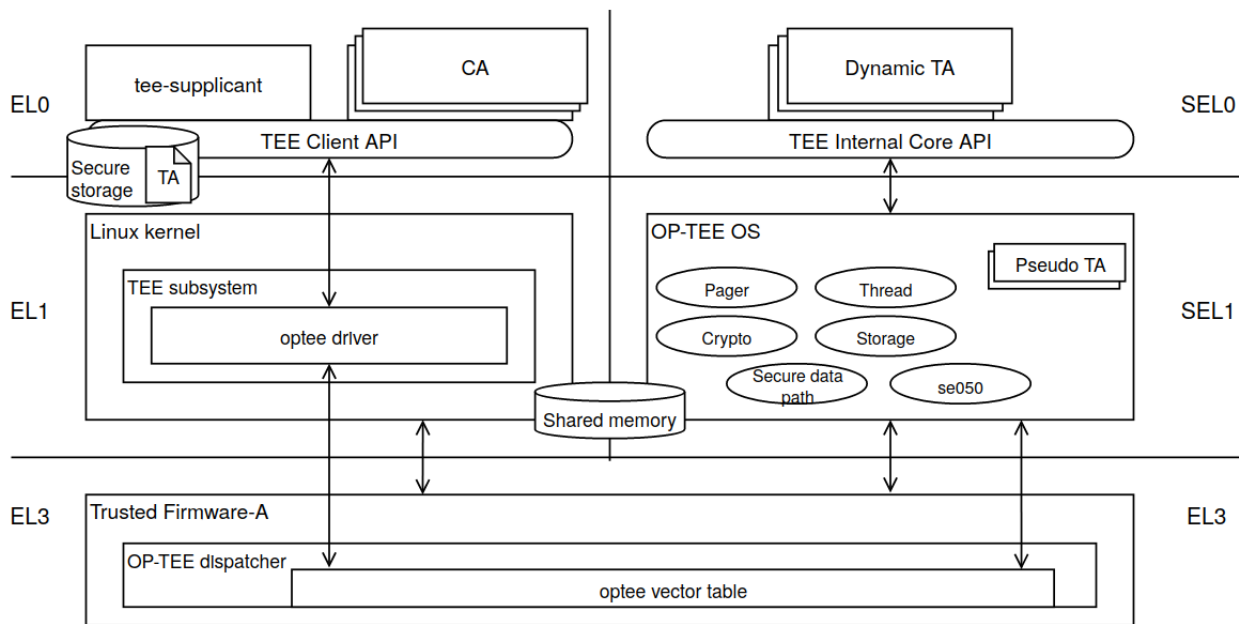 tee-supplicant
CA
Dynamic TA
EL0
SEL0
TEE Client API
TEE Internal Core API
Secure
storage
TA
Linux kernel
OP-TEE OS
Pseudo TA
TEE subsystem
Pager
Thread
EL1
SEL1
optee driver
Crypto
Storage
Secure data
path
se050
Shared memory
EL3
Trusted Firmware-A
EL3
OP-TEE dispatcher
optee vector table